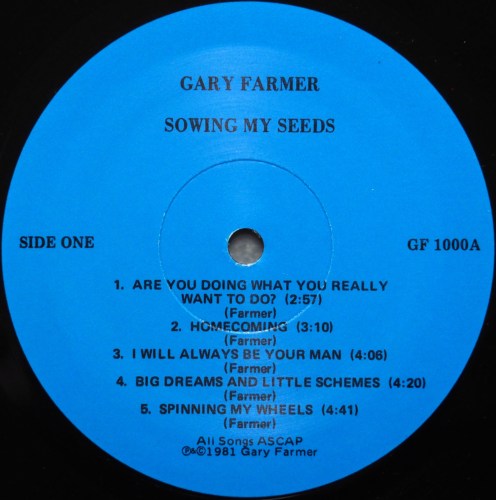 GARY FARMER
SOWING MY SEEDS
SIDE ONE
GF 1000A
1. ARE YOU DOING WHAT YOU REALLY
WANT TO DO? (2:57)
(Farmer)
2. HOMECOMING (3:10)
(Farmer)
3. I WILL ALWAYS BE YOUR MAN (4:06)
(Farmer)
4. BIG DREAMS AND LITTLE SCHEMES (4:20)
(Farmer)
5. SPINNING MY WHEELS (4:41)
(Farmer)
All Songs ASCAP
℗&©1981 Gary Farmer